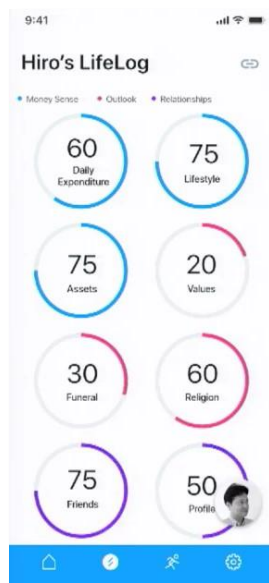 9:41
Hiro's LifeLog
Money Sense Outlook Relationships
60
Daily
Expenditure
75
Lifestyle
75
Assets
20
Values
30
Funeral
60
Religion
75
Friends
50
Profile